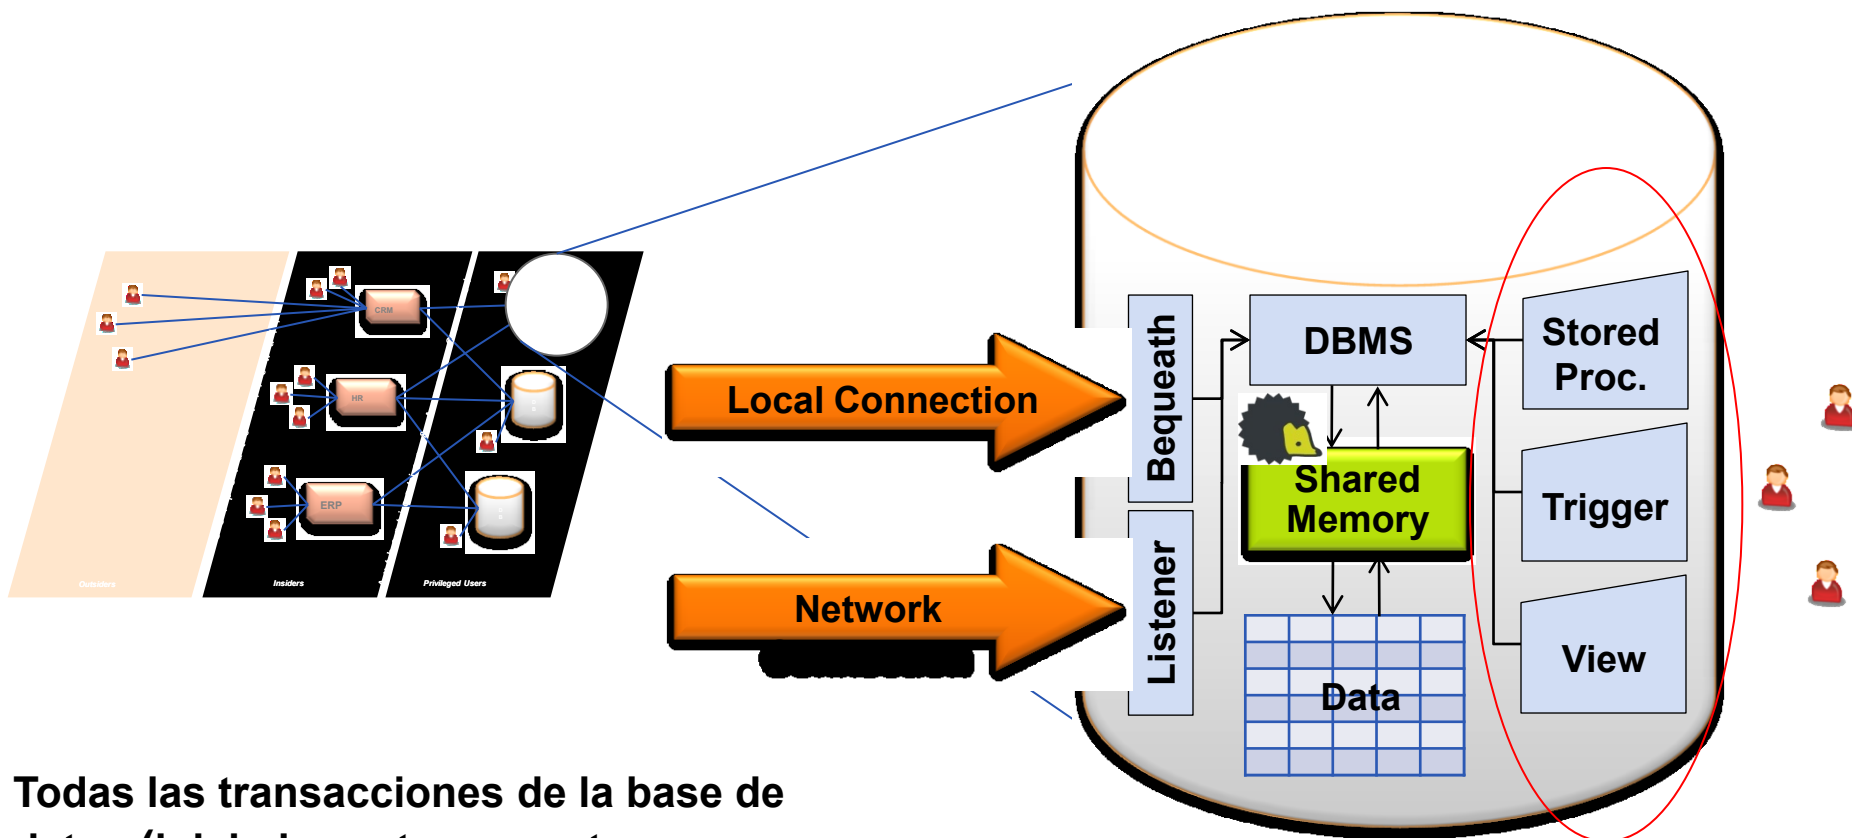 CRM
HR
ERP
Outsiders
Insiders
Privileged Users
Local Connection
Network
Bequeath
Listener
DBMS
Shared
Memory
Data
Stored
Proc.
Trigger
View
Todas las transacciones de la base de